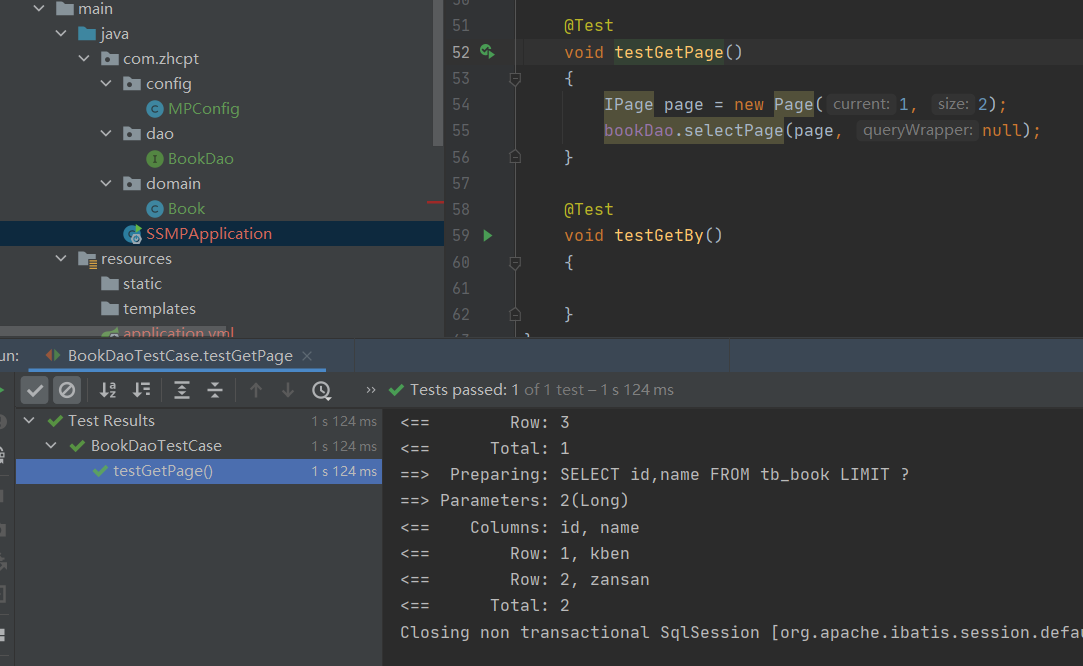 main
java
com.zhcpt
config
MPConfig
dao
BookDao
domain
Book
SSMPApplication
resources
static
templates
application.yml
51 @Test
52 void testGetPage()
53 {
54 IPage page = new Page( current: 1, size: 2);
55 bookDao.selectPage(page, queryWrapper: null);
56 }
57
58 @Test
59 void testGetBy()
60 {
61
62 }
un: BookDaoTestCase.testGetPage
Tests passed: 1 of 1 test – 1 s 124 ms
Test Results 1 s 124 ms
BookDaoTestCase 1 s 124 ms
testGetPage() 1 s 124 ms
<== Row: 3
<== Total: 1
==> Preparing: SELECT id,name FROM tb_book LIMIT ?
==> Parameters: 2(Long)
<== Columns: id, name
<== Row: 1, kben
<== Row: 2, zansan
<== Total: 2
Closing non transactional SqlSession [org.apache.ibatis.session.defau